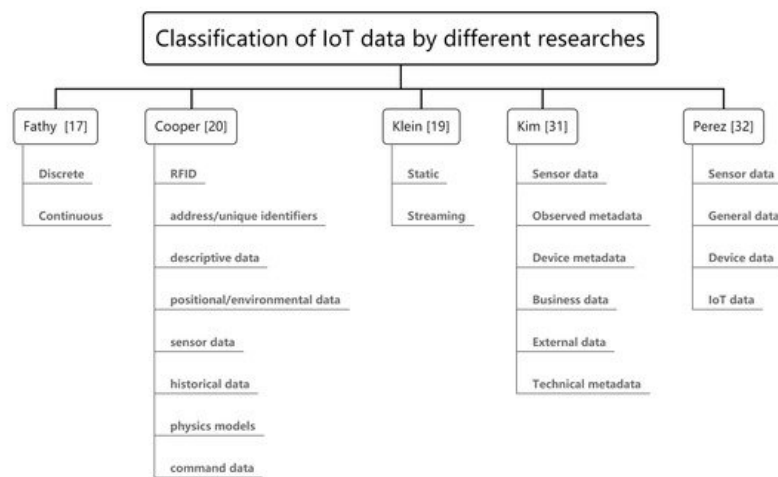 Classification of IoT data by different researches
Fathy [17]
Discrete
Continuous
Cooper [20]
RFID
address/unique identifiers
descriptive data
positional/environmental data
sensor data
historical data
physics models
command data
Klein [19]
Static
Streaming
Kim [31]
Sensor data
Observed metadata
Device metadata
Business data
External data
Technical metadata
Perez [32]
Sensor data
General data
Device data
IoT data